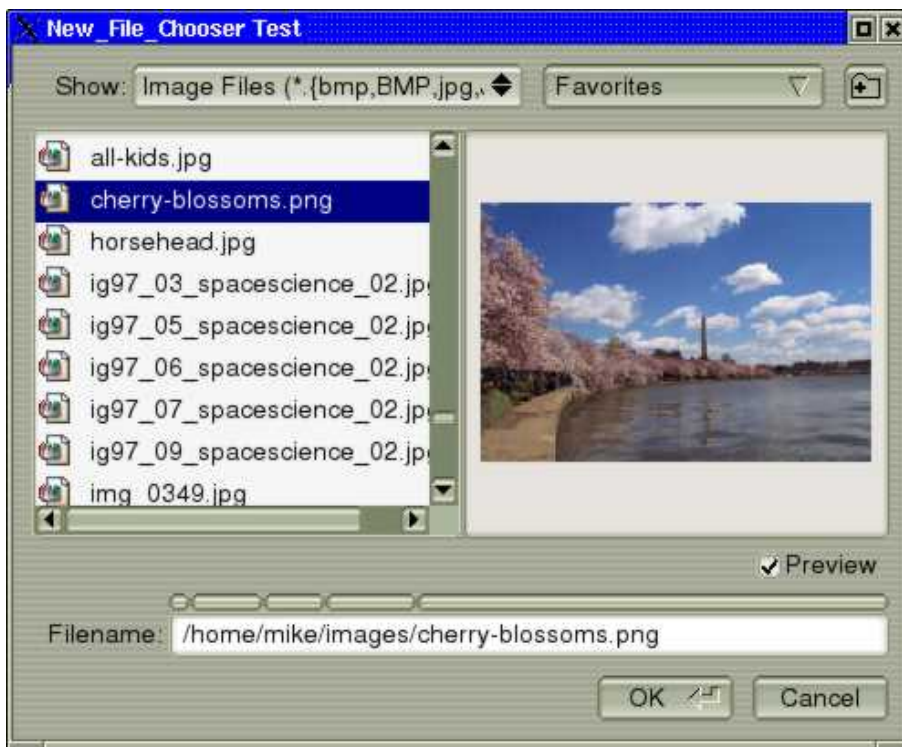 New_File_Chooser Test
Show: Image Files (*.{bmp,BMP,jpg, Favorites
all-kids.jpg
cherry-blossoms.png
horsehead.jpg
ig97_03_spacescience_02.jp
ig97_05_spacescience_02.jp
ig97_06_spacescience_02.jp
ig97_07_spacescience_02.jp
ig97_09_spacescience_02.jp
img_0349.jpg
Preview
Filename: /home/mike/images/cherry-blossoms.png
OK Cancel